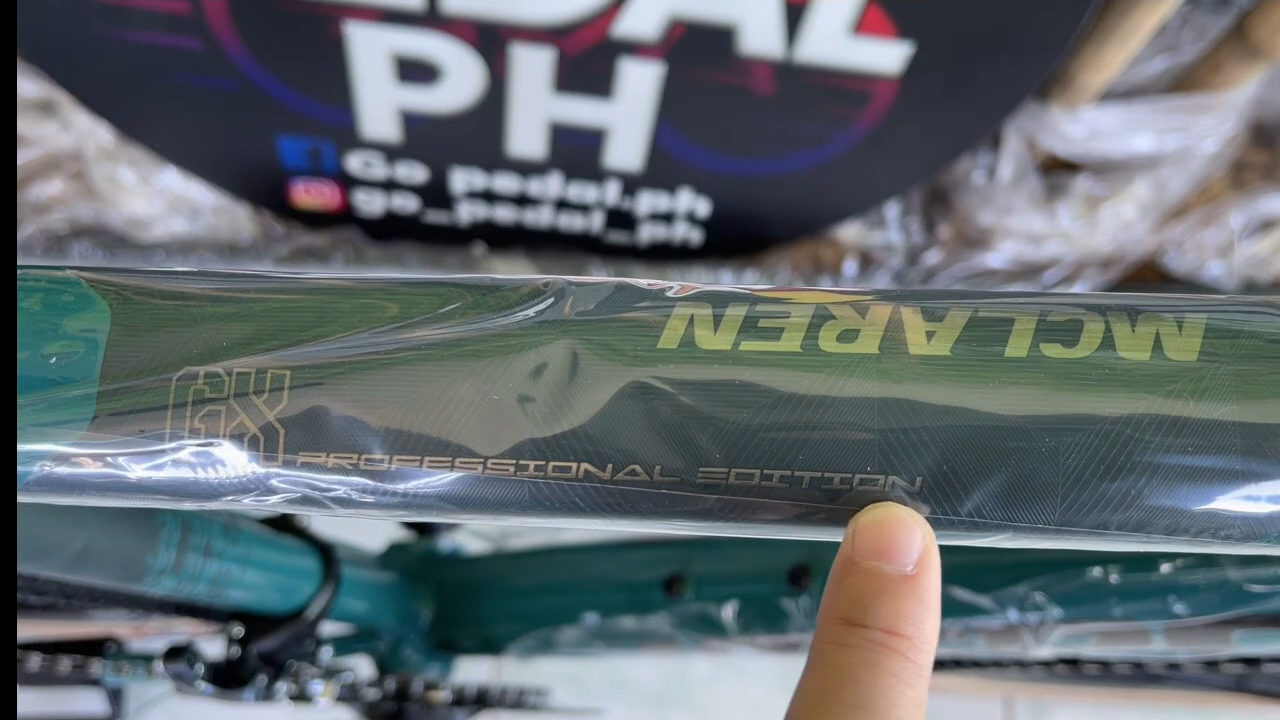 PH
Go pedal.ph
go_pedal_ph
MCLAREN
GX
PROFESSIONAL EDITION